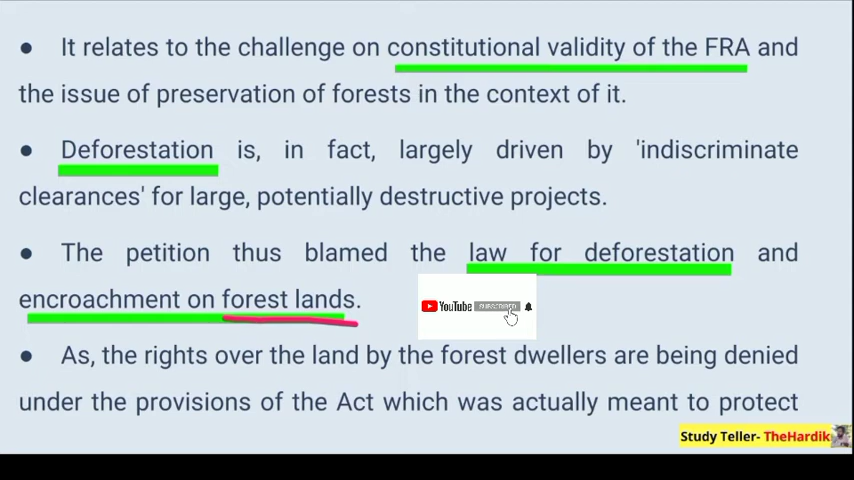 ● It relates to the challenge on constitutional validity of the FRA and
the issue of preservation of forests in the context of it.
● Deforestation is, in fact, largely driven by 'indiscriminate
clearances' for large, potentially destructive projects.
● The petition thus blamed the law for deforestation and
encroachment on forest lands.
YouTube SUBSCRIBED
● As, the rights over the land by the forest dwellers are being denied
under the provisions of the Act which was actually meant to protect
Study Teller- TheHardik